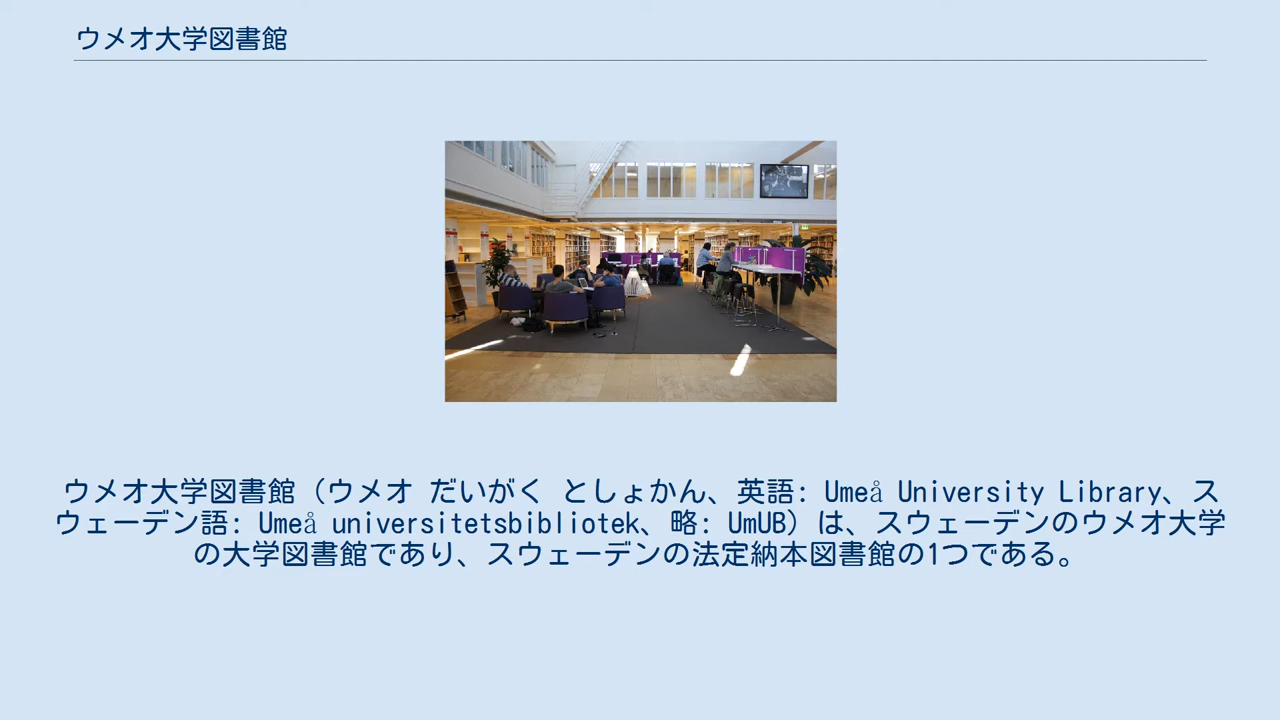 ウメオ大学図書館
ウメオ大学図書館（ウメオ だいがく としょかん、英語: Umeå University Library、ス
ウェーデン語: Umeå universitetsbibliotek、略: UmUB）は、スウェーデンのウメオ大学
の大学図書館であり、スウェーデンの法定納本図書館の1つである。